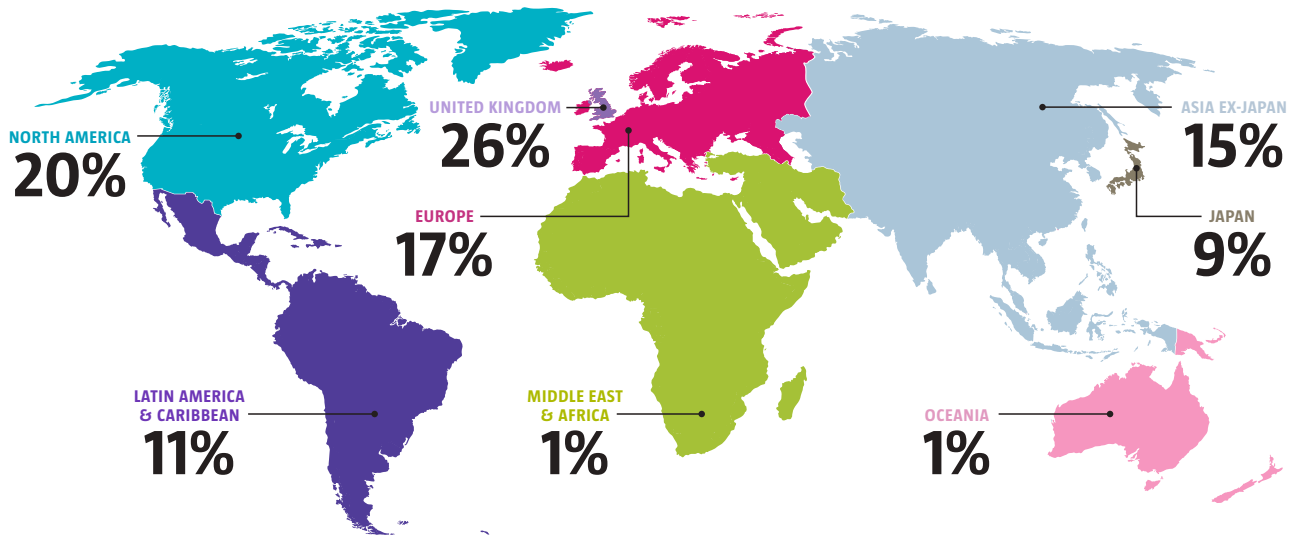 NORTH AMERICA
20%
UNITED KINGDOM
26%
EUROPE
17%
ASIA EX-JAPAN
15%
JAPAN
9%
LATIN AMERICA
& CARIBBEAN
11%
MIDDLE EAST
& AFRICA
1%
OCEANIA
1%